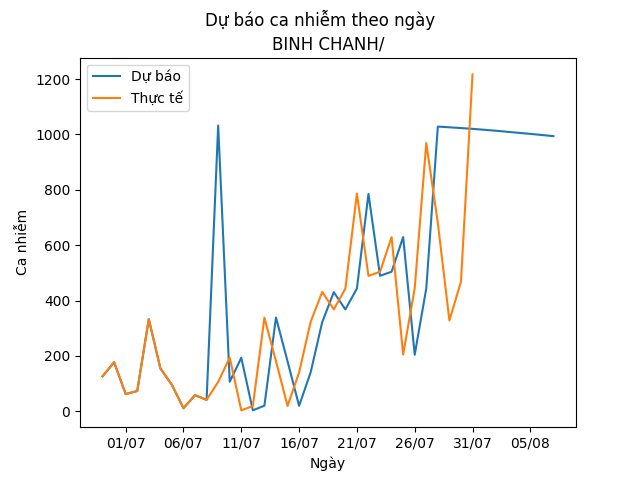 Dự báo ca nhiễm theo ngày
BINH CHANH/
Dự báo
Thực tế
Ca nhiễm
1200
1000
800
600
400
200
0
01/07 06/07 11/07 16/07 21/07 26/07 31/07 05/08
Ngày